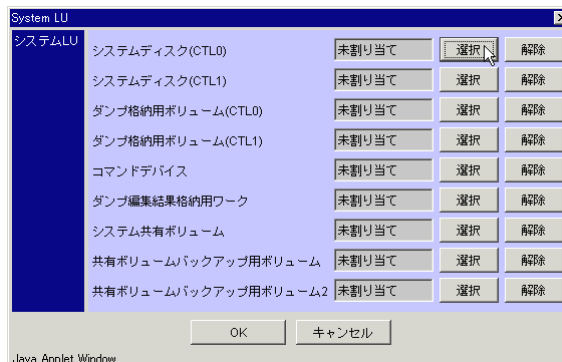 System LU
システムLU
システムディスク(CTL0) 未割り当て 選択 解除
システムディスク(CTL1) 未割り当て 選択 解除
ダンプ格納用ボリューム(CTL0) 未割り当て 選択 解除
ダンプ格納用ボリューム(CTL1) 未割り当て 選択 解除
コマンドデバイス 未割り当て 選択 解除
ダンプ編集結果格納用ワーク 未割り当て 選択 解除
システム共有ボリューム 未割り当て 選択 解除
共有ボリュームバックアップ用ボリューム 未割り当て 選択 解除
共有ボリュームバックアップ用ボリューム2 未割り当て 選択 解除
OK キャンセル
Java Applet Window